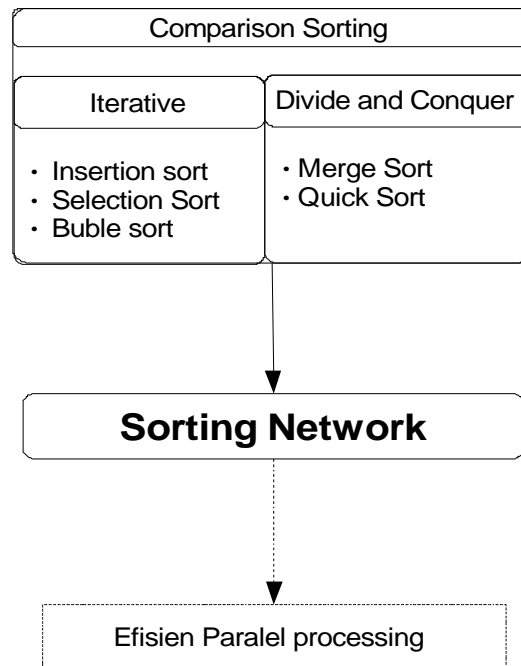 Comparison Sorting
Iterative
Divide and Conquer
· Insertion sort
· Selection Sort
· Buble sort
· Merge Sort
· Quick Sort
Sorting Network
Efisien Paralel processing